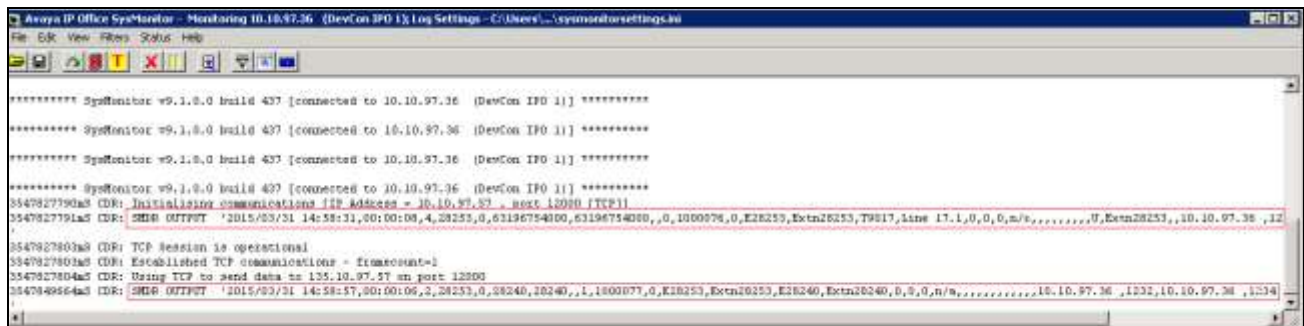 Avaya IP Office SysMonitor - Monitoring 10.10.97.36 (DevCon IPO 1); Log Settings - C:\Users\...\sysmonitorsettings.ini
File Edit View Filters Status Help
********** SysMonitor v9.1.0.0 build 437 [connected to 10.10.97.36 (DevCon IPO 1)] **********
********** SysMonitor v9.1.0.0 build 437 [connected to 10.10.97.36 (DevCon IPO 1)] **********
********** SysMonitor v9.1.0.0 build 437 [connected to 10.10.97.36 (DevCon IPO 1)] **********
********** SysMonitor v9.1.0.0 build 437 [connected to 10.10.97.36 (DevCon IPO 1)] **********
3547827790mS CDR: Initialising communications [IP Address = 10.10.97.57 , port 12000 [TCP]]
3547827791mS CDR: SMDR OUTPUT '2015/03/31 14:58:31,00:00:08,4,28253,O,63196754000,63196754000,,0,1000076,0,E28253,Extn28253,T9017,Line 17.1,0,0,0,n/a,,,,,,,,,U,Extn28253,,10.10.97.36 ,12
'
3547827803mS CDR: TCP Session is operational
3547827803mS CDR: Established TCP communications - framecount=1
3547827804mS CDR: Using TCP to send data to 135.10.97.57 on port 12000
3547849664mS CDR: SMDR OUTPUT '2015/03/31 14:58:57,00:00:06,2,28253,O,28240,28240,,1,1000077,0,E28253,Extn28253,E28240,Extn28240,0,0,0,n/a,,,,,,,,,,,,10.10.97.36 ,1232,10.10.97.36 ,1234
'